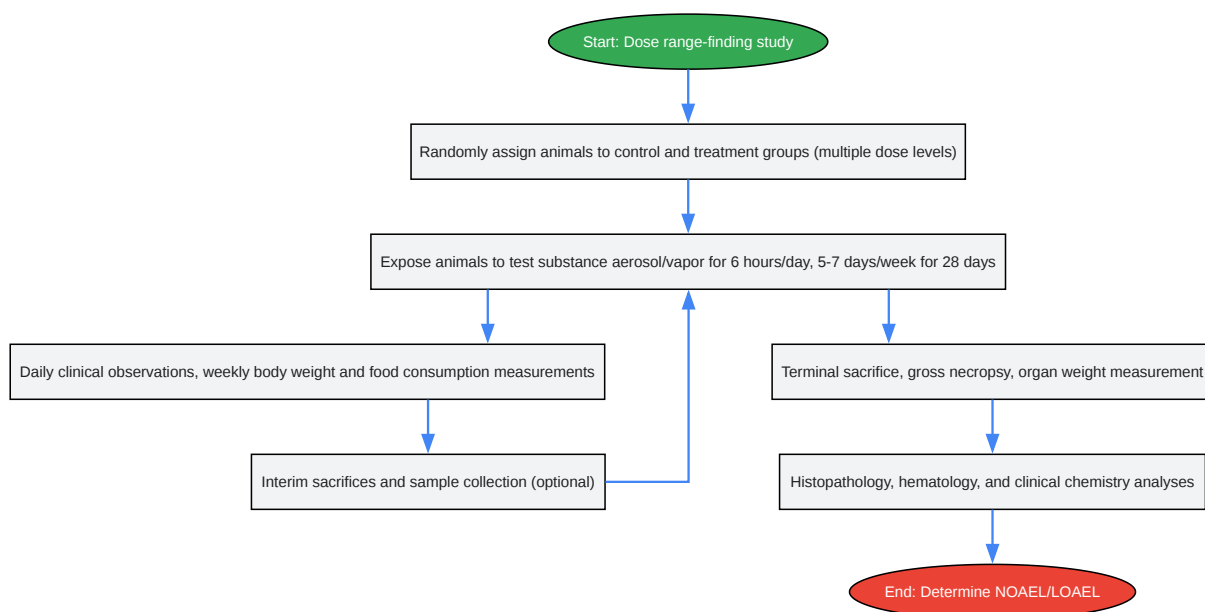 Start: Dose range-finding study
Randomly assign animals to control and treatment groups (multiple dose levels)
Expose animals to test substance aerosol/vapor for 6 hours/day, 5-7 days/week for 28 days
Daily clinical observations, weekly body weight and food consumption measurements
Terminal sacrifice, gross necropsy, organ weight measurement
Interim sacrifices and sample collection (optional)
Histopathology, hematology, and clinical chemistry analyses
End: Determine NOAEL/LOAEL